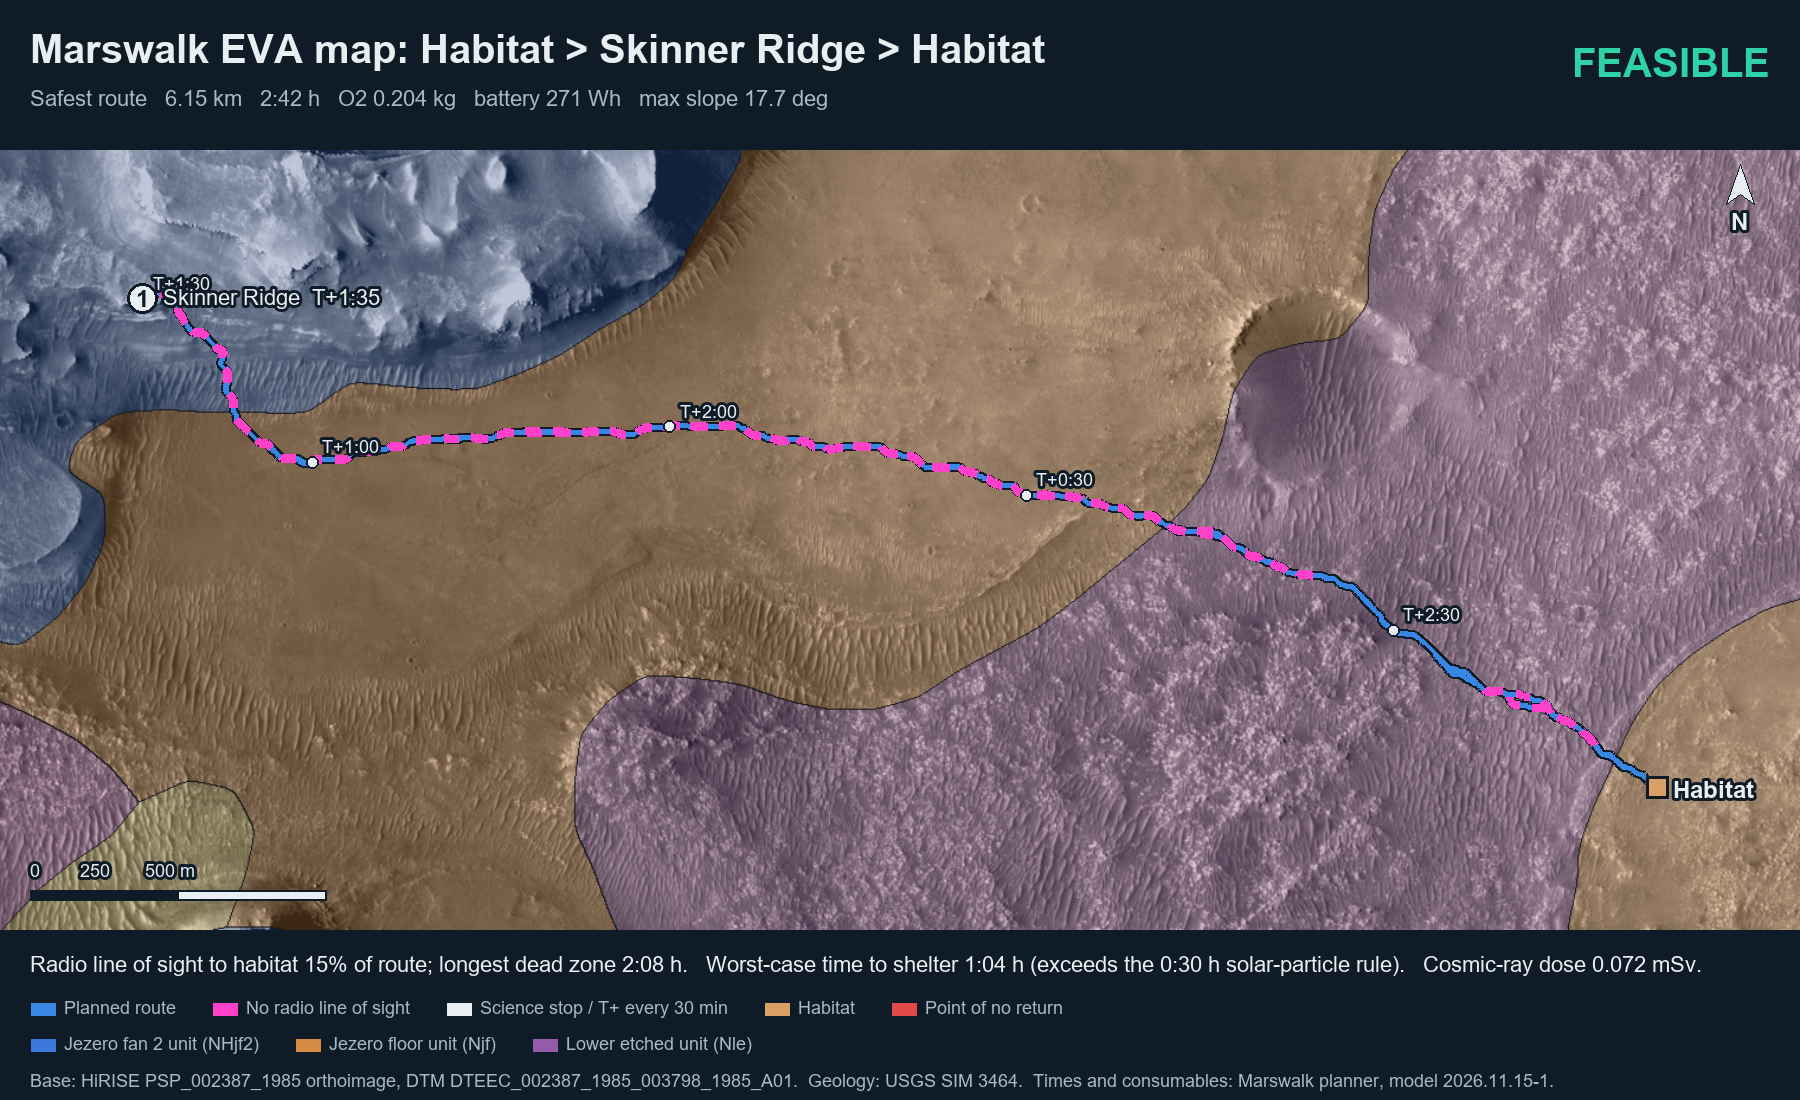 Marswalk EVA map: Habitat > Skinner Ridge > Habitat
FEASIBLE
Safest route 6.15 km 2:42 h O2 0.204 kg battery 271 Wh max slope 17.7 deg
N
T+1:30
1 Skinner Ridge T+1:35
T+2:00
T+1:00
T+0:30
T+2:30
Habitat
0 250 500 m
Radio line of sight to habitat 15% of route; longest dead zone 2:08 h. Worst-case time to shelter 1:04 h (exceeds the 0:30 h solar-particle rule). Cosmic-ray dose 0.072 mSv.
Planned route No radio line of sight Science stop / T+ every 30 min Habitat Point of no return
Jezero fan 2 unit (NHjf2) Jezero floor unit (Njf) Lower etched unit (Nle)
Base: HiRISE PSP_002387_1985 orthoimage, DTM DTEEC_002387_1985_003798_1985_A01. Geology: USGS SIM 3464. Times and consumables: Marswalk planner, model 2026.11.15-1.